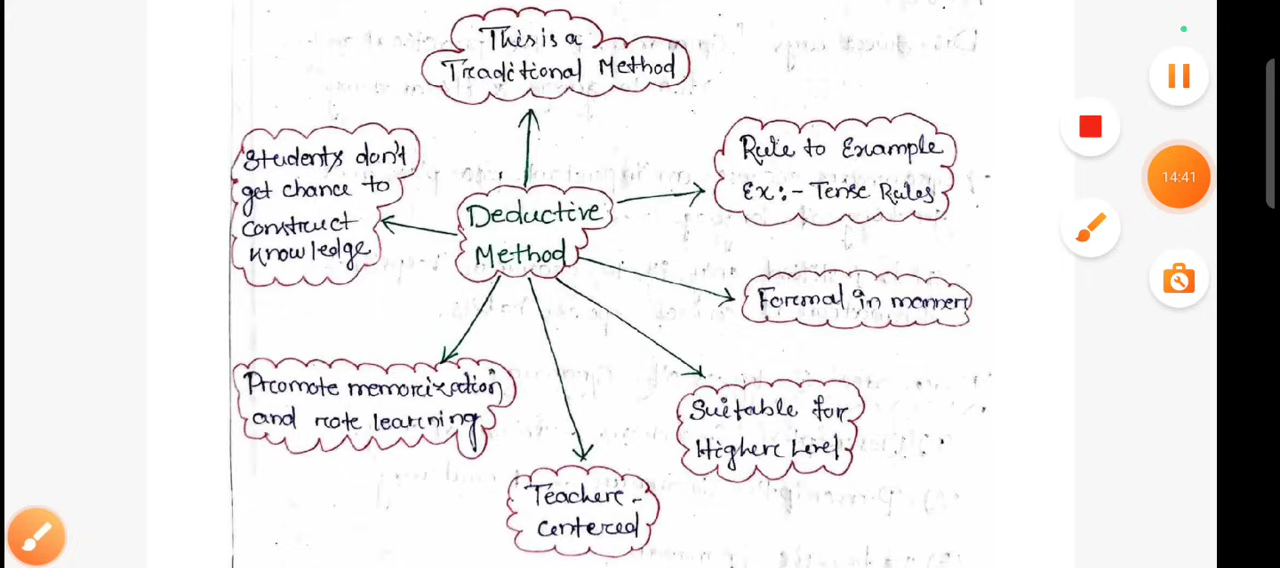 This is a
Traditional Method
Rule to Example
Ex:- Tense Rules
Students don't
get chance to
construct
knowledge
Deductive
Method
Formal in manner
Promote memorization
and rote learning
Suitable for
Higher Level
Teacher-
centered
14:41